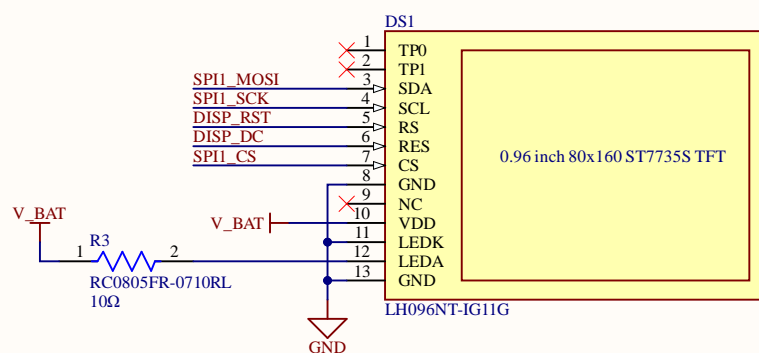 DS1
1 TP0
2 TP1
SPI1_MOSI 3 SDA
SPI1_SCK 4 SCL
DISP_RST 5 RS
DISP_DC 6 RES
SPI1_CS 7 CS
0.96 inch 80x160 ST7735S TFT
8 GND
9 NC
V_BAT 10 VDD
11 LEDK
12 LEDA
13 GND
LH096NT-IG11G
V_BAT
R3
1 2
RC0805FR-0710RL
10Ω
GND